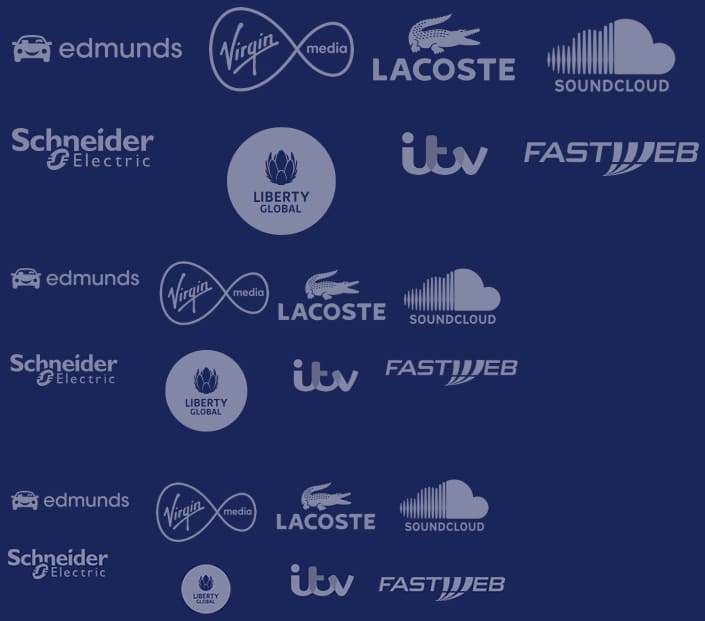 edmunds
Virgin media
LACOSTE
SOUNDCLOUD
Schneider
Electric
LIBERTY
GLOBAL
itv
FASTWEB
edmunds
Virgin media
LACOSTE
SOUNDCLOUD
Schneider
Electric
LIBERTY
GLOBAL
itv
FASTWEB
edmunds
Virgin media
LACOSTE
SOUNDCLOUD
Schneider
Electric
LIBERTY
GLOBAL
itv
FASTWEB